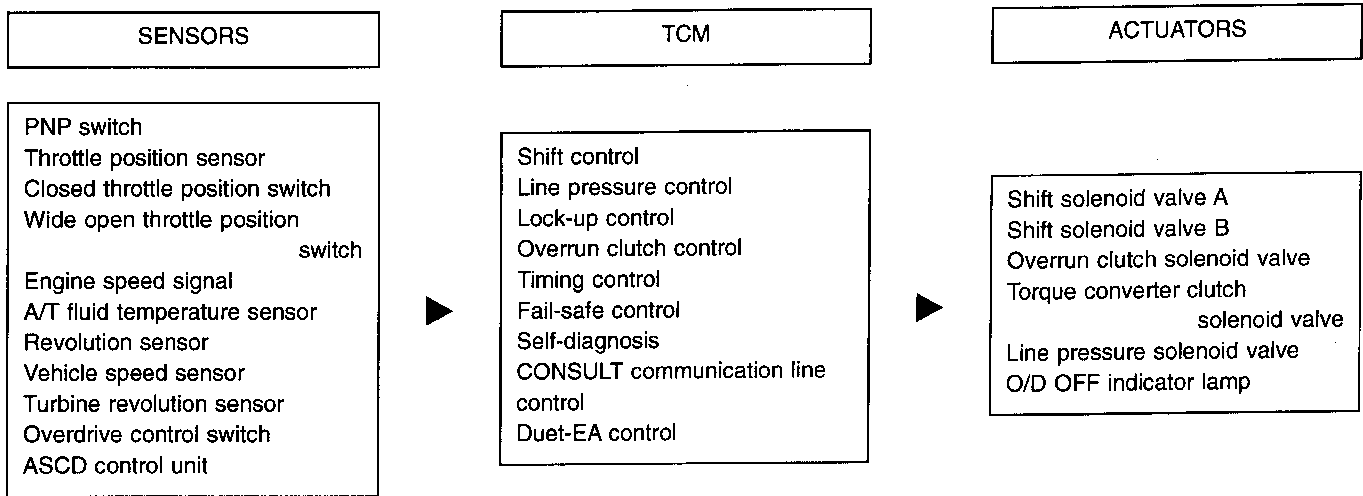 SENSORS
TCM
ACTUATORS
PNP switch
Throttle position sensor
Closed throttle position switch
Wide open throttle position
switch
Engine speed signal
A/T fluid temperature sensor
Revolution sensor
Vehicle speed sensor
Turbine revolution sensor
Overdrive control switch
ASCD control unit
Shift control
Line pressure control
Lock-up control
Overrun clutch control
Timing control
Fail-safe control
Self-diagnosis
CONSULT communication line
control
Duet-EA control
Shift solenoid valve A
Shift solenoid valve B
Overrun clutch solenoid valve
Torque converter clutch
solenoid valve
Line pressure solenoid valve
O/D OFF indicator lamp